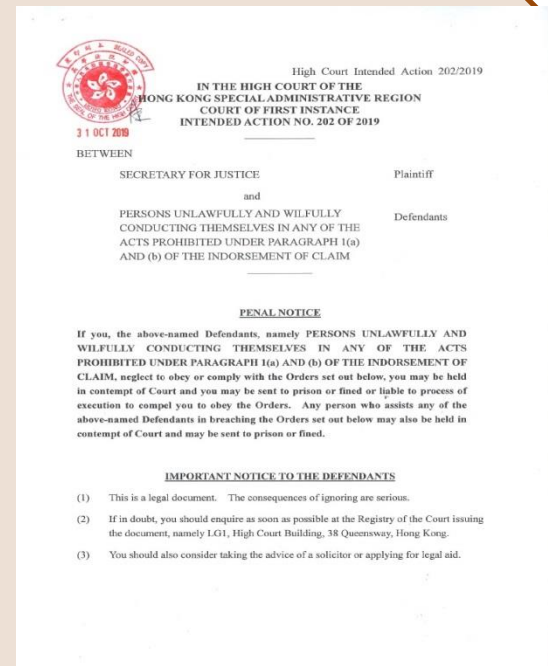 High Court Intended Action 202/2019
IN THE HIGH COURT OF THE
HONG KONG SPECIAL ADMINISTRATIVE REGION
COURT OF FIRST INSTANCE
INTENDED ACTION NO. 202 OF 2019
31 OCT 2019
BETWEEN
SECRETARY FOR JUSTICE Plaintiff
and
PERSONS UNLAWFULLY AND WILFULLY
CONDUCTING THEMSELVES IN ANY OF THE
ACTS PROHIBITED UNDER PARAGRAPH 1(a)
AND (b) OF THE INDORSEMENT OF CLAIM
Defendants
PENAL NOTICE
If you, the above-named Defendants, namely PERSONS UNLAWFULLY AND
WILFULLY CONDUCTING THEMSELVES IN ANY OF THE ACTS
PROHIBITED UNDER PARAGRAPH 1(a) AND (b) OF THE INDORSEMENT OF
CLAIM, neglect to obey or comply with the Orders set out below, you may be held
in contempt of Court and you may be sent to prison or fined or liable to process of
execution to compel you to obey the Orders. Any person who assists any of the
above-named Defendants in breaching the Orders set out below may also be held in
contempt of Court and may be sent to prison or fined.
IMPORTANT NOTICE TO THE DEFENDANTS
(1) This is a legal document. The consequences of ignoring are serious.
(2) If in doubt, you should enquire as soon as possible at the Registry of the Court issuing
the document, namely LG1, High Court Building, 38 Queensway, Hong Kong.
(3) You should also consider taking the advice of a solicitor or applying for legal aid.